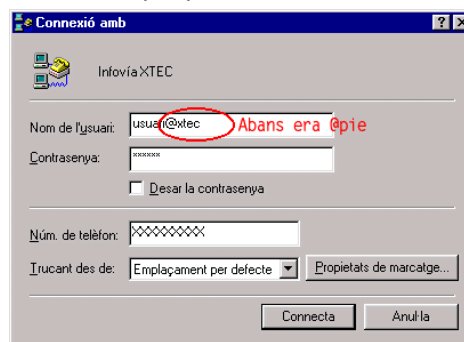 Connexió amb
Infovía XTEC
Nom de l'usuari: usuari@xtec Abans era @pie
Contrasenya: xxxxxx
Desar la contrasenya
Núm. de telèfon: XXXXXXXXX
Trucant des de: Emplaçament per defecte Propietats de marcatge...
Connecta Anul·la